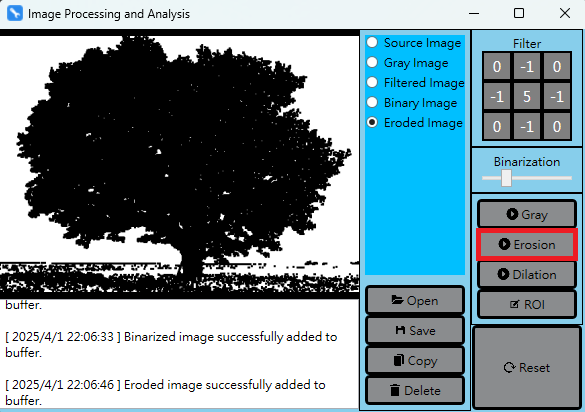 Image Processing and Analysis
Source Image
Gray Image
Filtered Image
Binary Image
Eroded Image
Filter
0 -1 0
-1 5 -1
0 -1 0
Binarization
Gray
Erosion
Dilation
ROI
Open
Save
Copy
Delete
Reset
buffer.
[ 2025/4/1 22:06:33 ] Binarized image successfully added to
buffer.
[ 2025/4/1 22:06:46 ] Eroded image successfully added to
buffer.